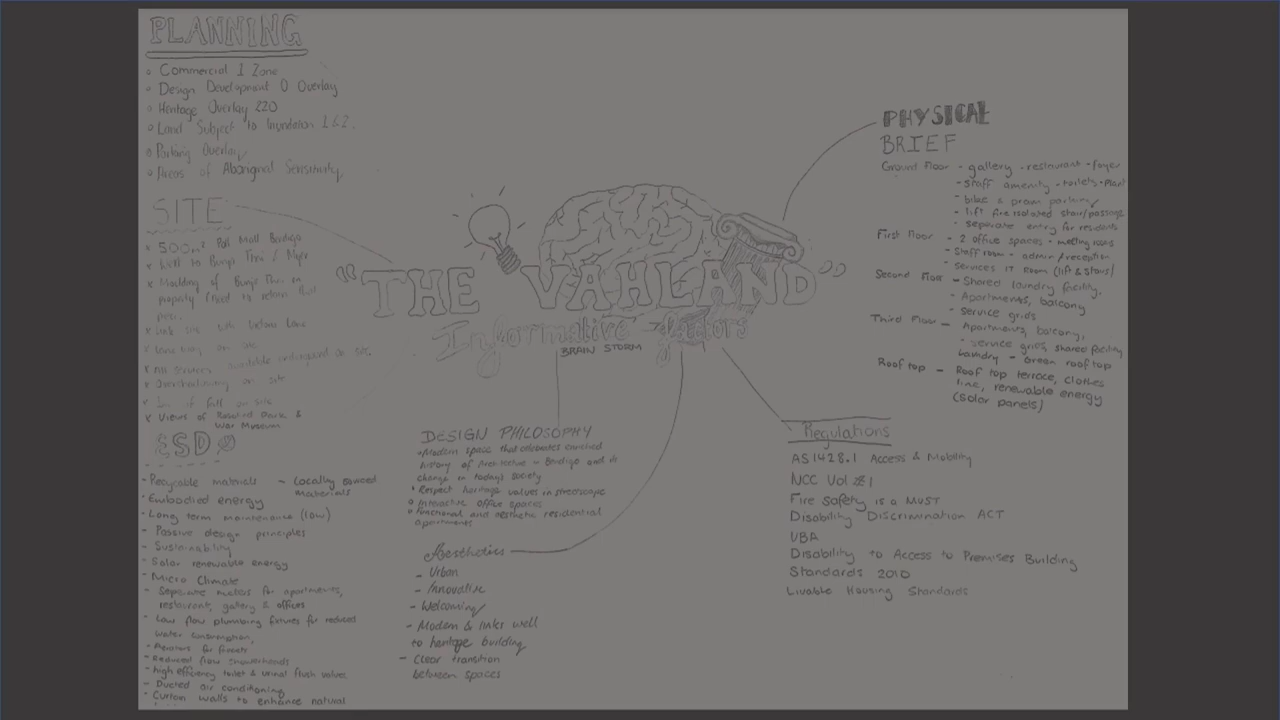 PLANNING
Commercial 1 Zone
Design Development 0 Overlay
Heritage Overlay 220
Land Subject to Inundation
Parking Overlay
Areas of Aboriginal Sensitivity
SITE
500m² Pall Mall Bendigo
Views of Rosalind Park &
War Museum
ESD
- Recyable materials - Locally sourced
materials
- Embodied energy
- Long term maintenance (low)
- Passive design principles
- Sustainability
- Solar renewable energy
- Micro Climate
- Separate meters for apartments,
restaurant, gallery & offices
- Low flow plumbing fixtures for reduced
water consumption,
- Aerators for faucets
- Reduced flow showerheads
- high efficiency toilet & urinal flush valves
- Ducted air conditioning
- Curtain walls to enhance natural
"THE VAHLAND"
Informative factors
BRAIN STORM
DESIGN PHILOSOPHY
Modern space that celebrates enriched
history of Architecture - Bendigo and it's
change in today's society
Respect heritage values in streetscape
Interactive office spaces
Functional and aesthetic residential
apartments
Aesthetics
- Urban
- Innovative
- Welcoming
- Modern & links well
to heritage building
- Clear transition
between spaces
PHYSICAL
BRIEF
Ground Floor - gallery - restaurant - foyer
- staff amenity - toilets - plant
- bike & pram parking
- lift fire isolated stair/passage
- separate entry for residents
First floor - 2 office spaces - meeting rooms
- Staff room - admin / reception
- services IT Room (lift & stairs)
Second Floor - Shared laundry facility,
- Apartments, balcony
- service grids
Third Floor - Apartments, balcony,
- service grids, shared facility
laundry - Green rooftop
Roof top - Roof top terrace, clothes
line, renewable energy
(solar panels)
Regulations
AS1428.1 Access & Mobility
NCC Vol 1
Fire Safety is a MUST
Disability Discrimination ACT
VBA
Disability to Access to Premises Building
Standards 2010
Livable Housing Standards